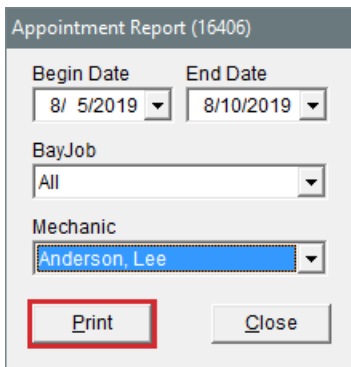 Appointment Report (16406)
Begin Date End Date
8/ 5/2019 8/10/2019
BayJob
All
Mechanic
Anderson, Lee
Print Close